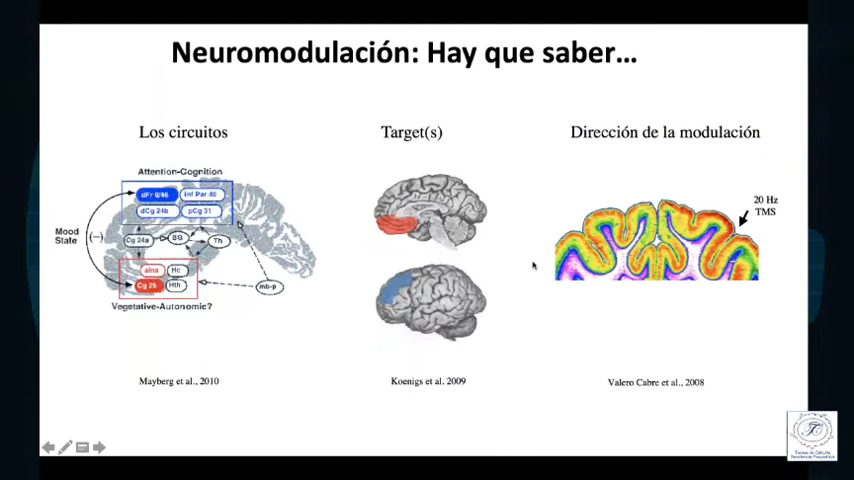 Neuromodulación: Hay que saber...
Los circuitos
Target(s)
Dirección de la modulación
Attention-Cognition
dFr 9/46
inf Par 40
dCg 24b
pCg 31
Mood
State
(−)
Cg 24a
BG
Th
aIns
Hc
Cg 25
Hth
mb-p
Vegetative-Autonomic?
20 Hz
TMS
Mayberg et al., 2010
Koenigs et al. 2009
Valero Cabre et al., 2008